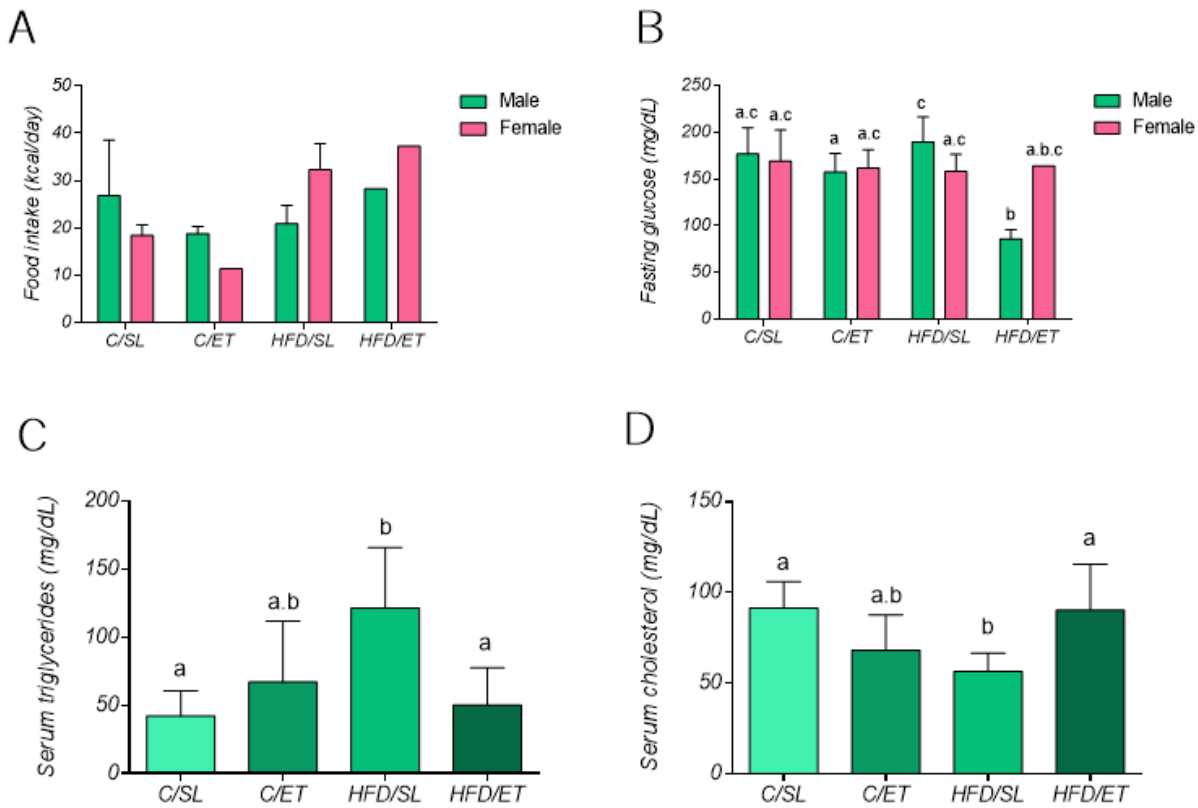 A
Food intake (kcal/day)
50
40
30
20
10
0
C/SL C/ET HFD/SL HFD/ET
Male
Female
B
Fasting glucose (mg/dL)
250
200
150
100
50
0
a.c a.c a a.c c a.c b a.b.c
C/SL C/ET HFD/SL HFD/ET
Male
Female
C
Serum triglycerides (mg/dL)
200
150
100
50
0
a a.b b a
C/SL C/ET HFD/SL HFD/ET
D
Serum cholesterol (mg/dL)
150
100
50
0
a a.b b a
C/SL C/ET HFD/SL HFD/ET